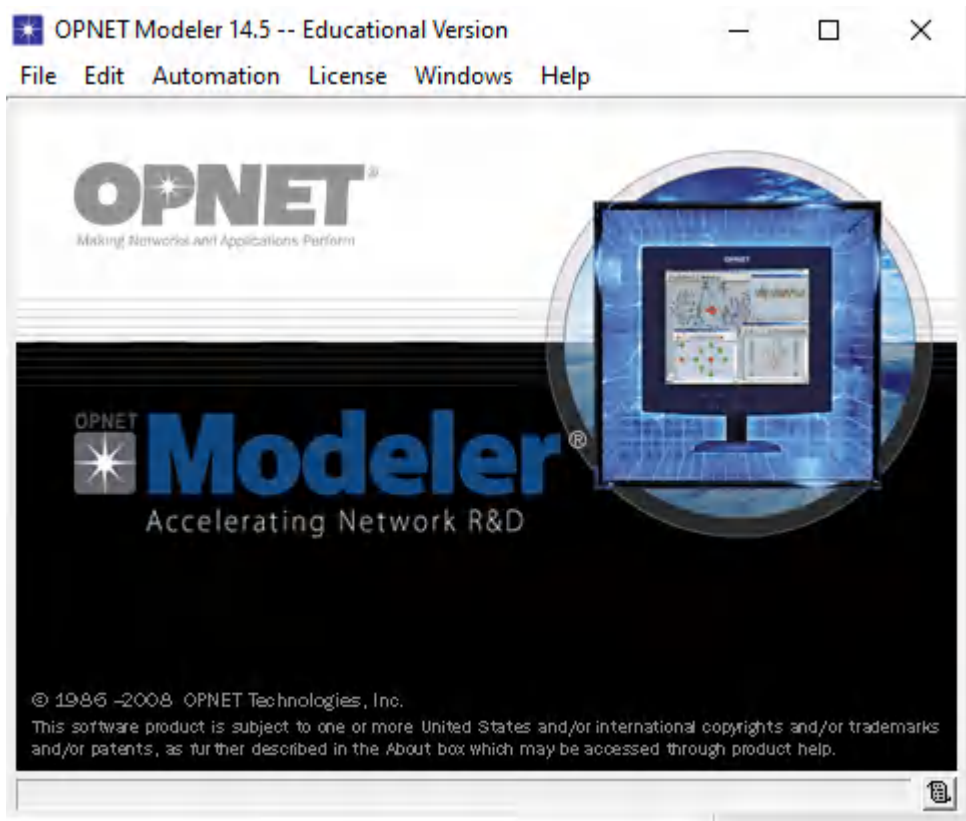 OPNET Modeler 14.5 -- Educational Version
File Edit Automation License Windows Help
OPNET®
Making Networks and Applications Perform
OPNET
OPNET
Modeler®
Accelerating Network R&D
© 1986 –2008 OPNET Technologies, Inc.
This software product is subject to one or more United States and/or international copyrights and/or trademarks
and/or patents, as further described in the About box which may be accessed through product help.